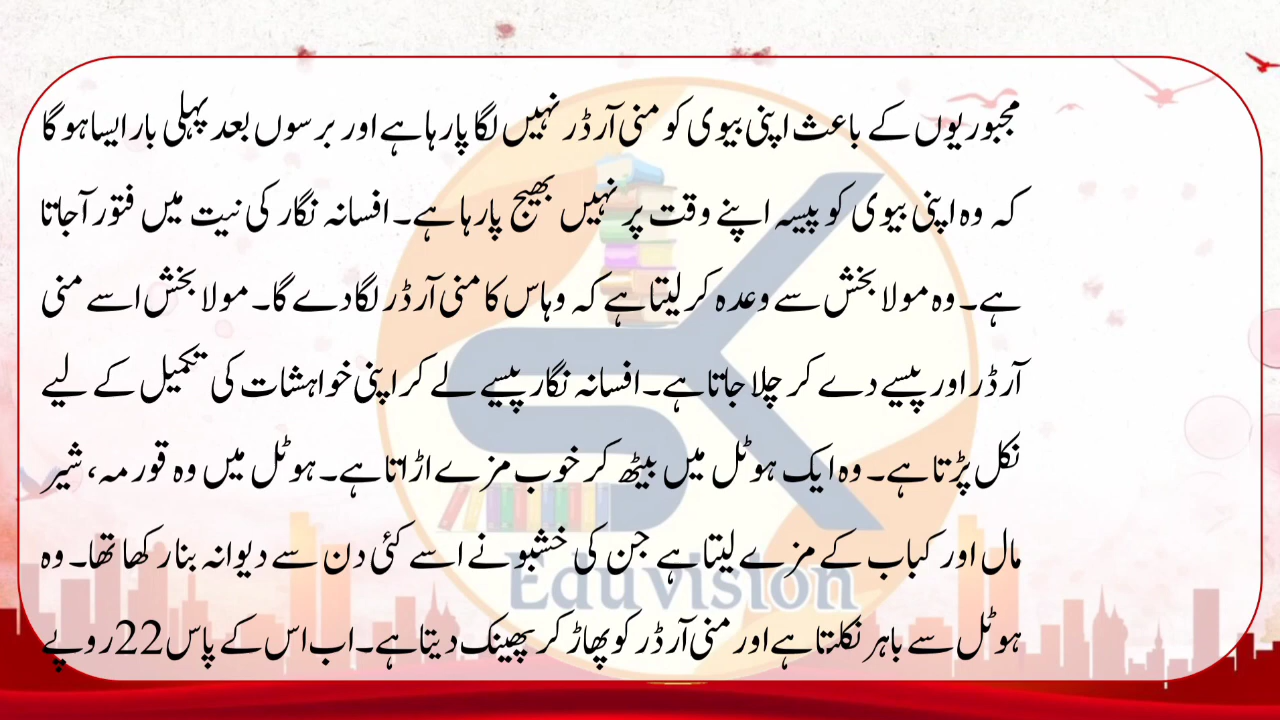 مجبوریوں کے باعث اپنی بیوی کو منی آرڈر نہیں لگا پا رہا ہے اور برسوں بعد پہلی بار ایسا ہو گا
کہ وہ اپنی بیوی کو پیسہ اپنے وقت پر نہیں بھیج پا رہا ہے۔ افسانہ نگار کی نیت میں فتور آجاتا
ہے۔ وہ مولا بخش سے وعدہ کر لیتا ہے کہ وہاس کا منی آرڈر لگا دے گا۔ مولا بخش اسے منی
آرڈر اور پیسے دے کر چلا جاتا ہے۔ افسانہ نگار پیسے لے کر اپنی خواہشات کی تکمیل کے لیے
نکل پڑتا ہے۔ وہ ایک ہوٹل میں بیٹھ کر خوب مزے اڑاتا ہے۔ ہوٹل میں وہ قورمہ، شیر
مال اور کباب کے مزے لیتا ہے جن کی خشبو نے اسے کئی دن سے دیوانہ بنا رکھا تھا۔ وہ
ہوٹل سے باہر نکلتا ہے اور منی آرڈر کو پھاڑ کر پھینک دیتا ہے۔ اب اس کے پاس 22 روپے
SK
Eduvision